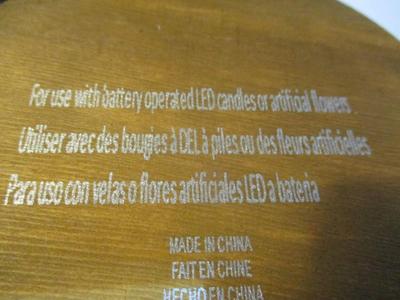 For use with battery operated LED candles or artificial flowers
Utiliser avec des bougies à DEL à piles ou des fleurs artificielles
Para uso con velas o flores artificiales LED a bateria
MADE IN CHINA
FAIT EN CHINE
HECHO EN CHINA